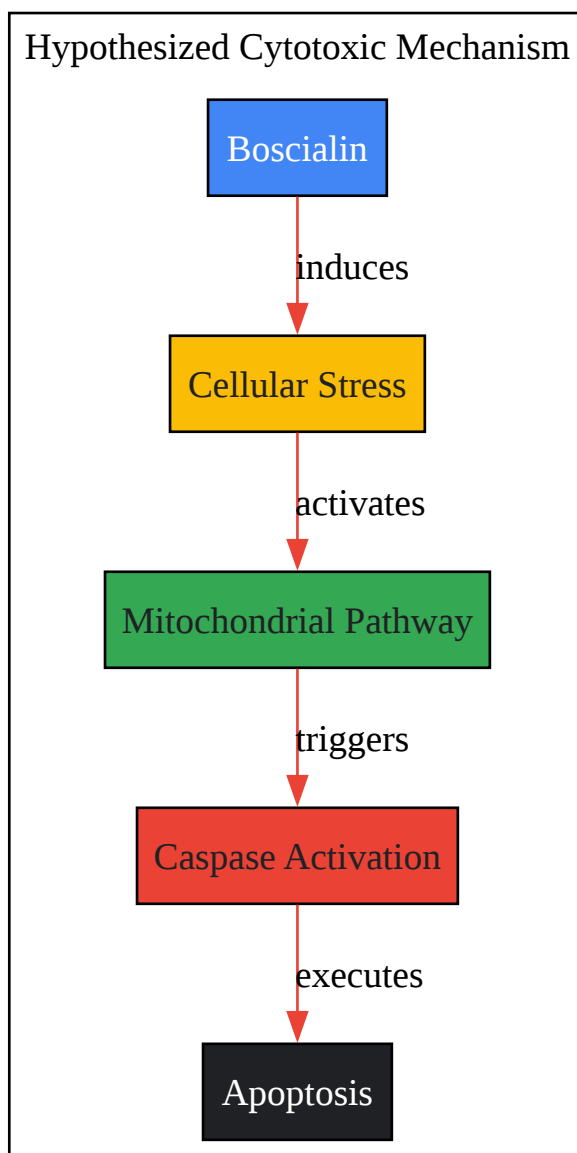 Hypothesized Cytotoxic Mechanism
Boscialin
induces
Cellular Stress
activates
Mitochondrial Pathway
triggers
Caspase Activation
executes
Apoptosis